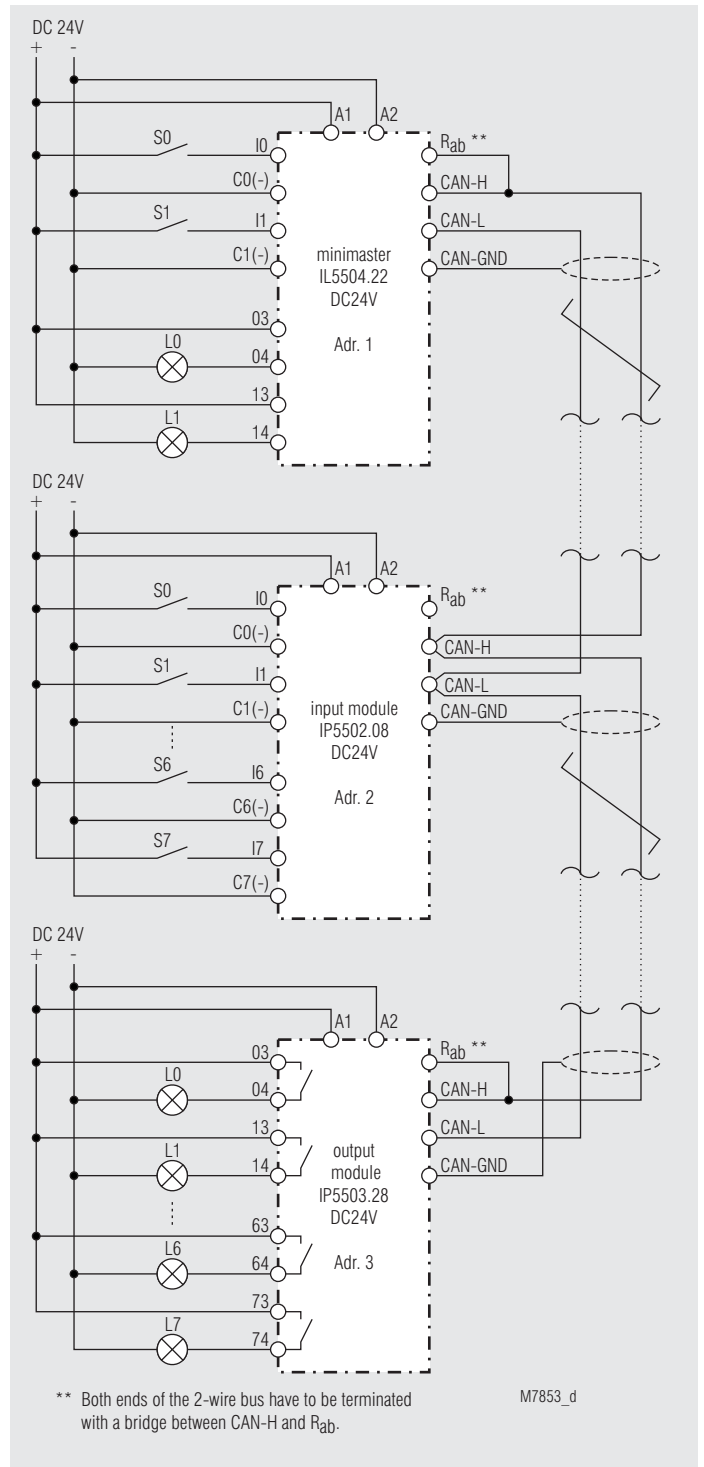 DC 24V
+ -
A1 A2
S0 I0 Rab **
C0(-) CAN-H
S1 I1 CAN-L
C1(-) CAN-GND
minimaster
IL5504.22
DC24V
03
Adr. 1
L0 04
13
L1 14
DC 24V
+ -
A1 A2
S0 I0 Rab **
C0(-) CAN-H
S1 I1 CAN-L
C1(-) CAN-GND
input module
IP5502.08
DC24V
S6 I6
Adr. 2
C6(-)
S7 I7
C7(-)
DC 24V
+ -
A1 A2
03 Rab **
L0 04 CAN-H
13 CAN-L
L1 14 CAN-GND
output
module
IP5503.28
DC24V
63
L6 64 Adr. 3
73
L7 74
** Both ends of the 2-wire bus have to be terminated
with a bridge between CAN-H and Rab.
M7853_d